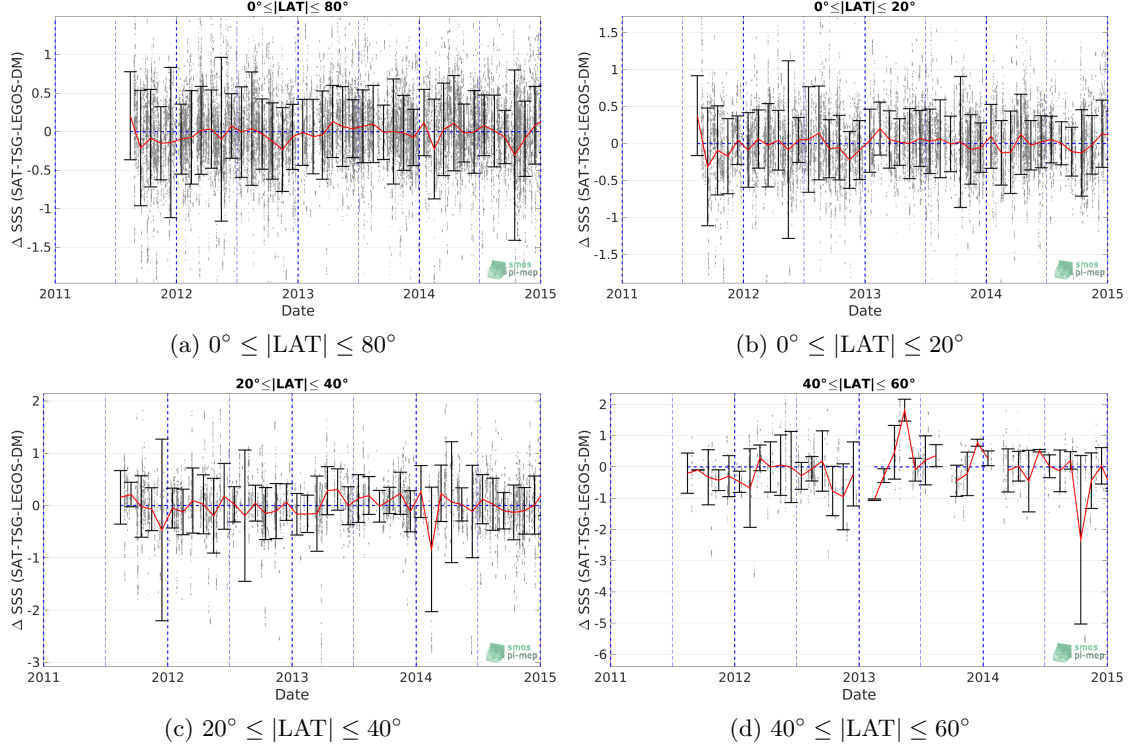 0°≤|LAT|≤ 80°
Δ SSS (SAT-TSG-LEGOS-DM)
1
0.5
0
-0.5
-1
-1.5
2011
2012
2013
2014
2015
Date
smos
pi-mep
(a) 0° ≤ |LAT| ≤ 80°
0°≤|LAT|≤ 20°
Δ SSS (SAT-TSG-LEGOS-DM)
1.5
1
0.5
0
-0.5
-1
-1.5
2011
2012
2013
2014
2015
Date
smos
pi-mep
(b) 0° ≤ |LAT| ≤ 20°
20°≤|LAT|≤ 40°
Δ SSS (SAT-TSG-LEGOS-DM)
2
1
0
-1
-2
-3
2011
2012
2013
2014
2015
Date
smos
pi-mep
(c) 20° ≤ |LAT| ≤ 40°
40°≤|LAT|≤ 60°
Δ SSS (SAT-TSG-LEGOS-DM)
2
1
0
-1
-2
-3
-4
-5
-6
2011
2012
2013
2014
2015
Date
smos
pi-mep
(d) 40° ≤ |LAT| ≤ 60°